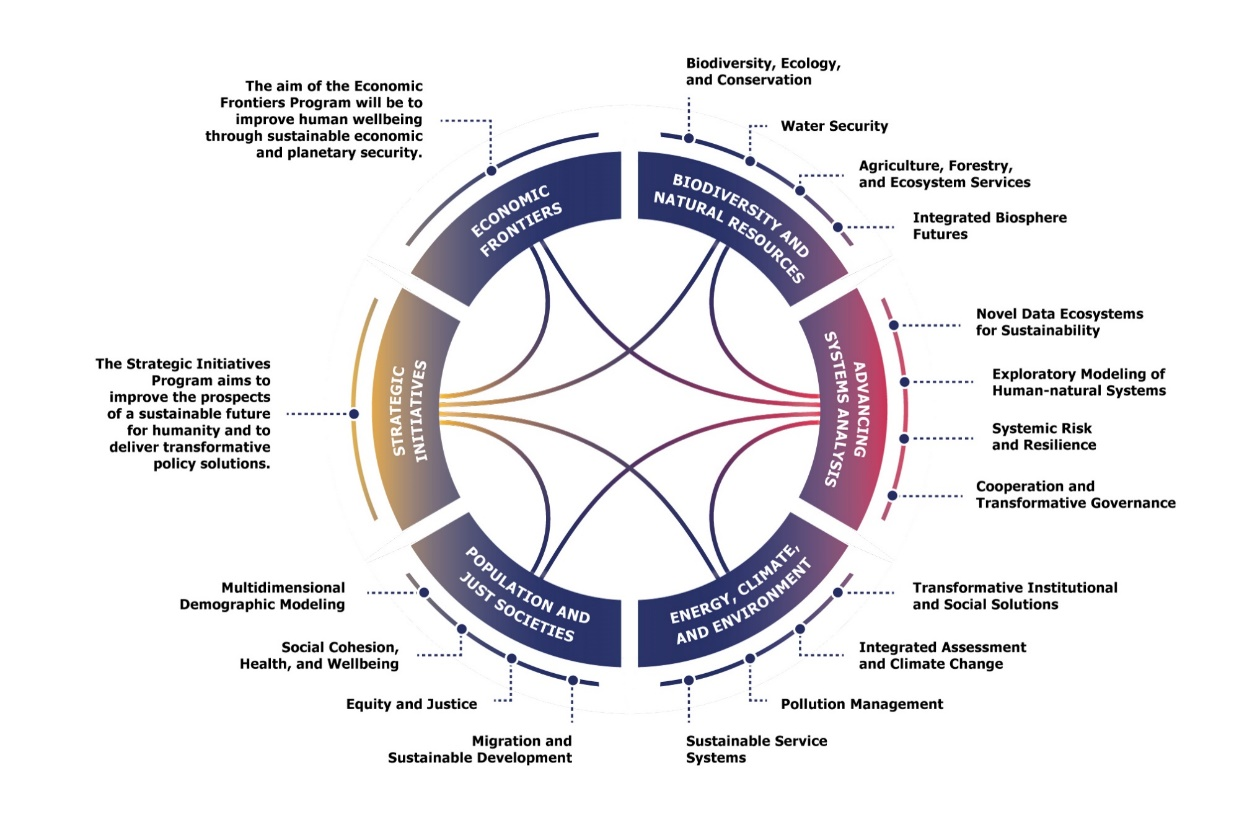 The aim of the Economic
Frontiers Program will be to
improve human wellbeing
through sustainable economic
and planetary security.
ECONOMIC
FRONTIERS
BIODIVERSITY AND
NATURAL RESOURCES
Biodiversity, Ecology,
and Conservation
Water Security
Agriculture, Forestry,
and Ecosystem Services
Integrated Biosphere
Futures
ADVANCING
SYSTEMS ANALYSIS
Novel Data Ecosystems
for Sustainability
Exploratory Modeling of
Human-natural Systems
Systemic Risk
and Resilience
Cooperation and
Transformative Governance
ENERGY, CLIMATE,
AND ENVIRONMENT
Transformative Institutional
and Social Solutions
Integrated Assessment
and Climate Change
Pollution Management
Sustainable Service
Systems
POPULATION AND
JUST SOCIETIES
Multidimensional
Demographic Modeling
Social Cohesion,
Health, and Wellbeing
Equity and Justice
Migration and
Sustainable Development
STRATEGIC
INITIATIVES
The Strategic Initiatives
Program aims to
improve the prospects
of a sustainable future
for humanity and to
deliver transformative
policy solutions.